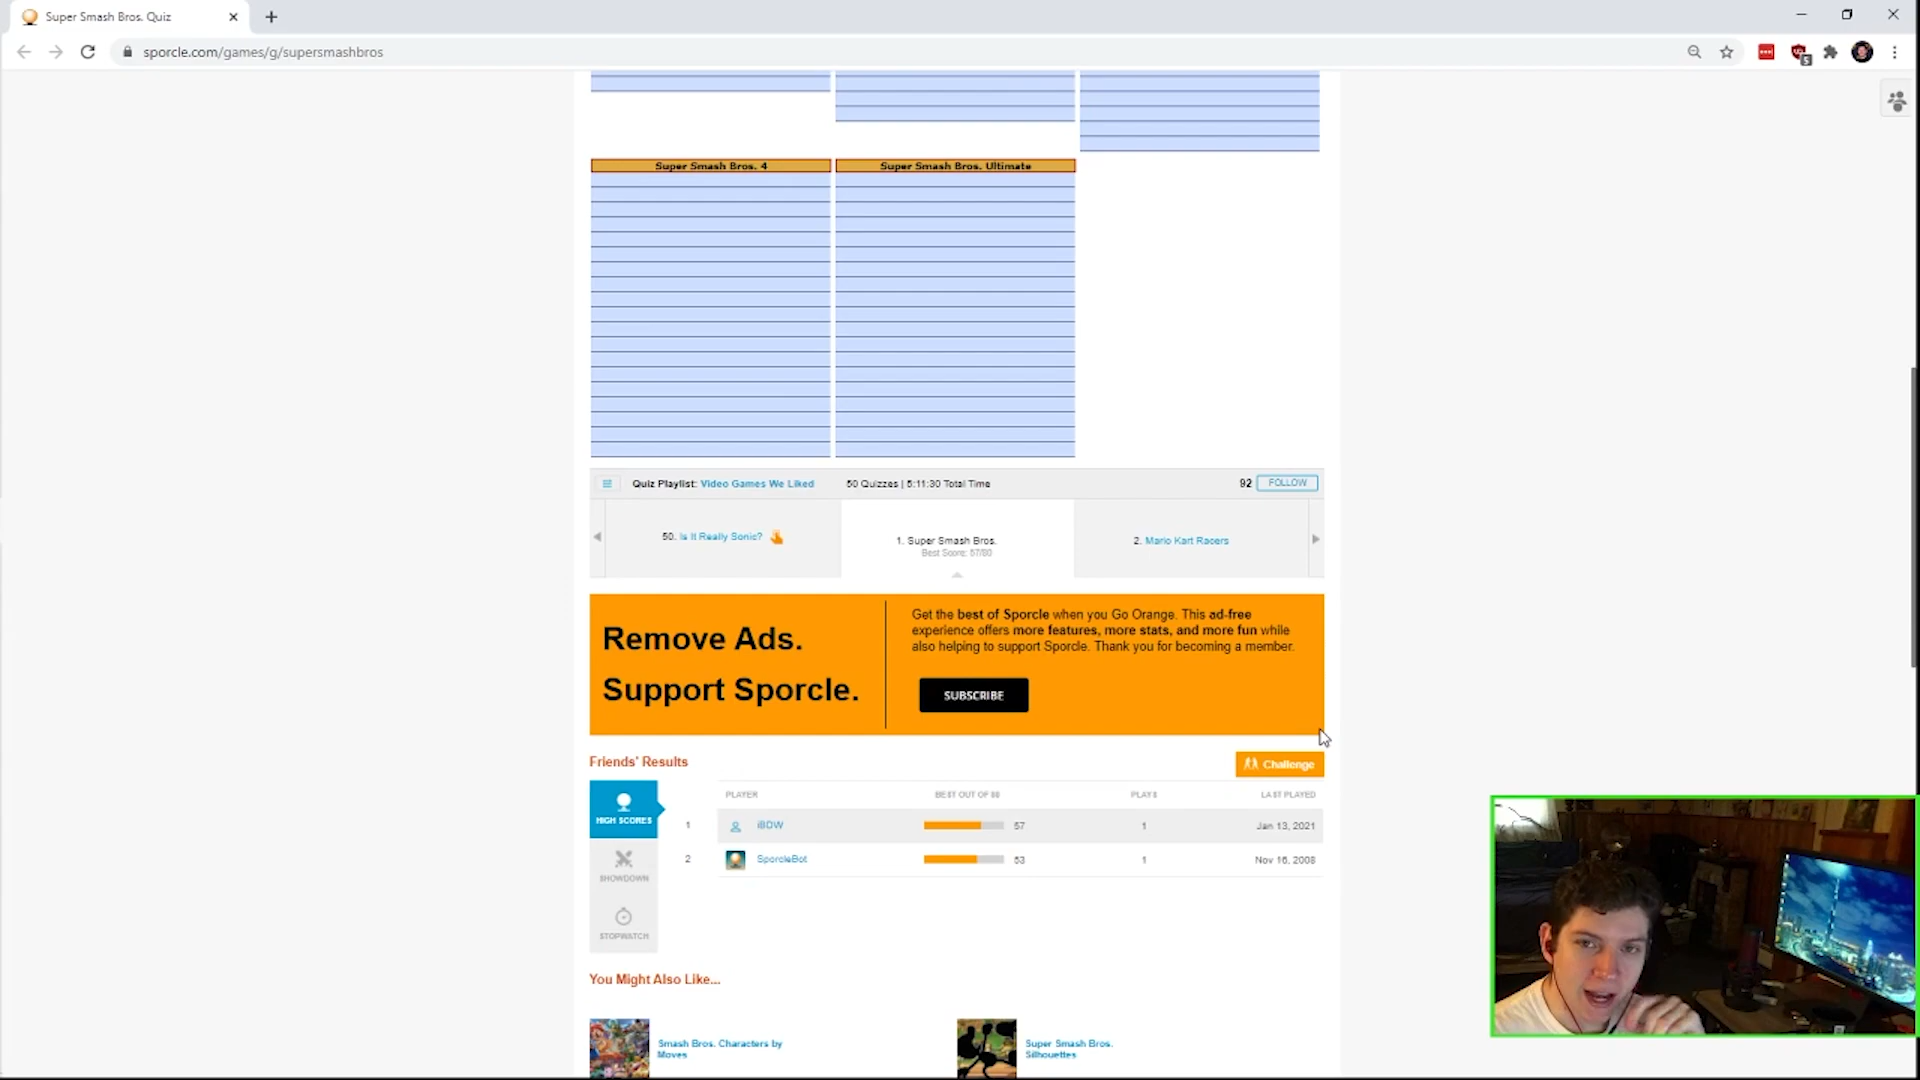 Super Smash Bros. Quiz
sporcle.com/games/g/supersmashbros
5
Super Smash Bros. 4
Super Smash Bros. Ultimate
Quiz Playlist: Video Games We Liked
50 Quizzes | 5:11:30 Total Time
92
FOLLOW
50. Is It Really Sonic?
1. Super Smash Bros.
Best Score: 57/80
2. Mario Kart Racers
Remove Ads.
Support Sporcle.
Get the best of Sporcle when you Go Orange. This ad-free
experience offers more features, more stats, and more fun while
also helping to support Sporcle. Thank you for becoming a member.
SUBSCRIBE
Friends' Results
Challenge
HIGH SCORES
SHOWDOWN
STOPWATCH
PLAYER
BEST OUT OF 80
PLAYS
LAST PLAYED
1
iBDW
57
1
Jan 13, 2021
2
SporcleBot
53
1
Nov 16, 2008
You Might Also Like...
Smash Bros. Characters by
Moves
Super Smash Bros.
Silhouettes